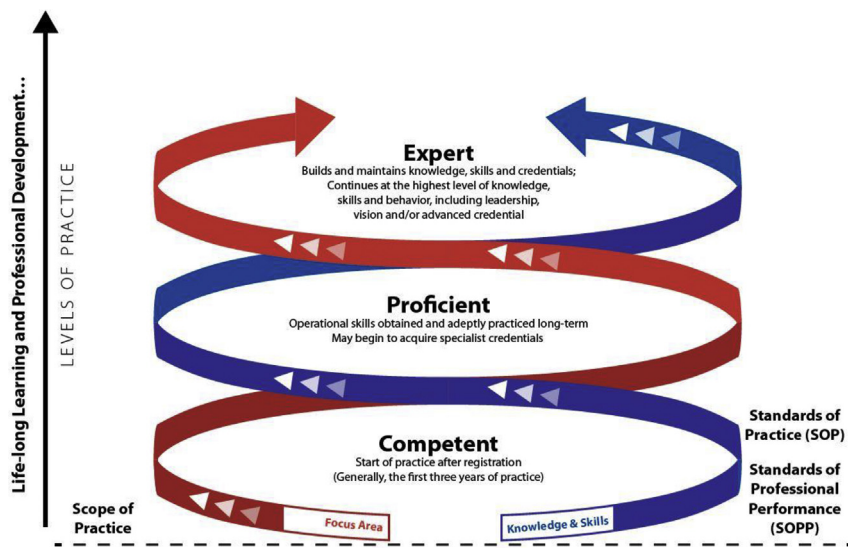 Life-long Learning and Professional Development...
LEVELS OF PRACTICE
Expert
Builds and maintains knowledge, skills and credentials;
Continues at the highest level of knowledge,
skills and behavior, including leadership,
vision and/or advanced credential
Proficient
Operational skills obtained and adeptly practiced long-term
May begin to acquire specialist credentials
Competent
Start of practice after registration
(Generally, the first three years of practice)
Standards of
Practice (SOP)
Standards of
Professional
Performance
(SOPP)
Scope of
Practice
Focus Area
Knowledge & Skills